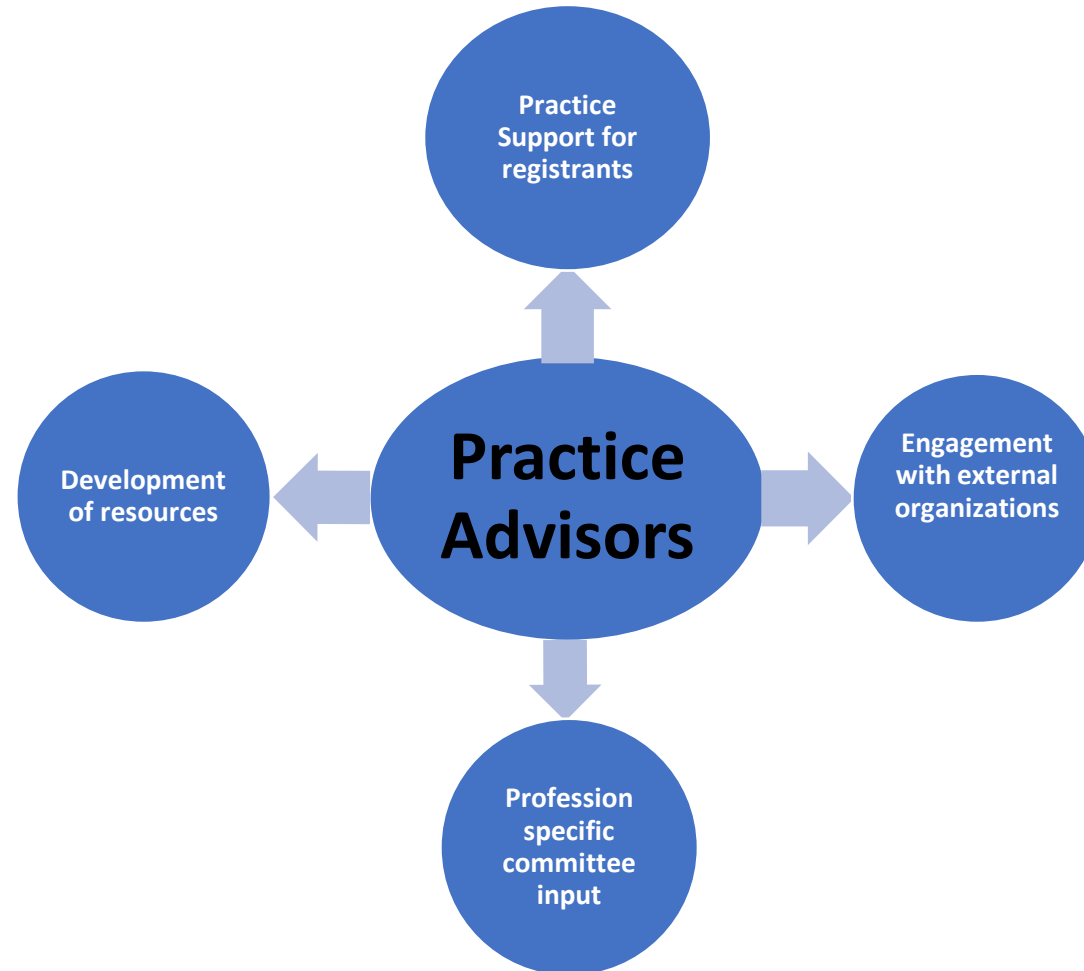 Practice
Support for
registrants
Development
of resources
Practice
Advisors
Engagement
with external
organizations
Profession
specific
committee
input